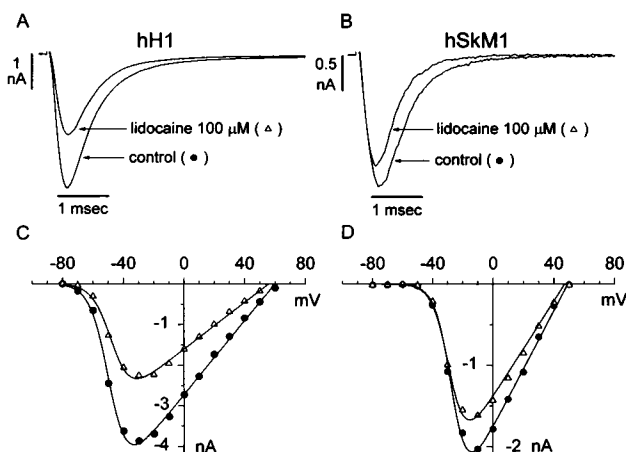 A
hH1
1
nA
lidocaine 100 μM ( △ )
control ( ● )
1 msec
B
hSkM1
0.5
nA
lidocaine 100 μM ( △ )
control ( ● )
1 msec
C
-80 -40 0 40 80
mV
-1
-3
-4
nA
D
-80 -40 0 40 80
mV
-1
-2 nA